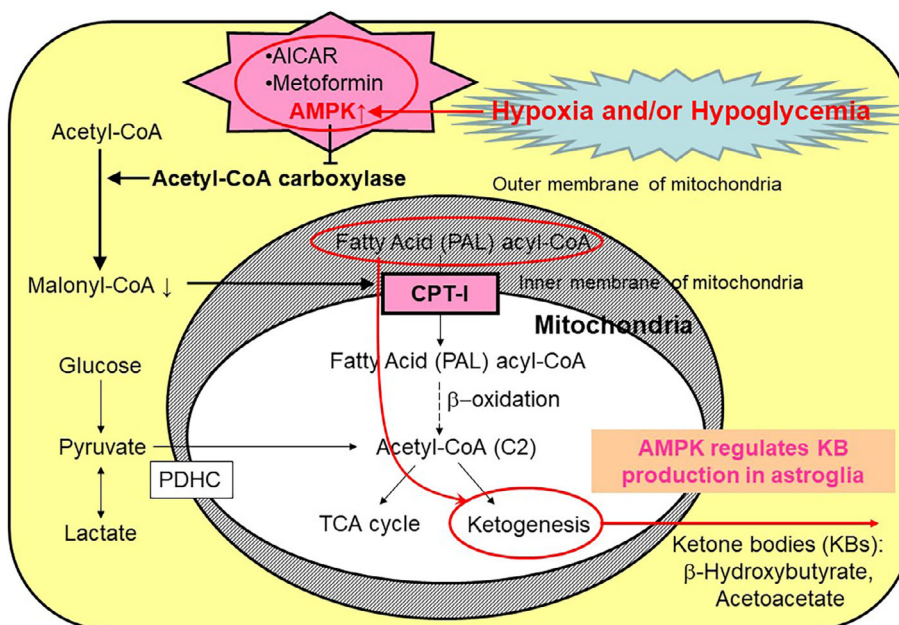 •AICAR
•Metoformin
AMPK↑
Hypoxia and/or Hypoglycemia
Acetyl-CoA
Acetyl-CoA carboxylase
Outer membrane of mitochondria
Fatty Acid (PAL) acyl-CoA
Malonyl-CoA ↓
CPT-I
Inner membrane of mitochondria
Mitochondria
Glucose
Fatty Acid (PAL) acyl-CoA
β–oxidation
Pyruvate
Acetyl-CoA (C2)
AMPK regulates KB
production in astroglia
PDHC
Lactate
TCA cycle
Ketogenesis
Ketone bodies (KBs):
β-Hydroxybutyrate,
Acetoacetate